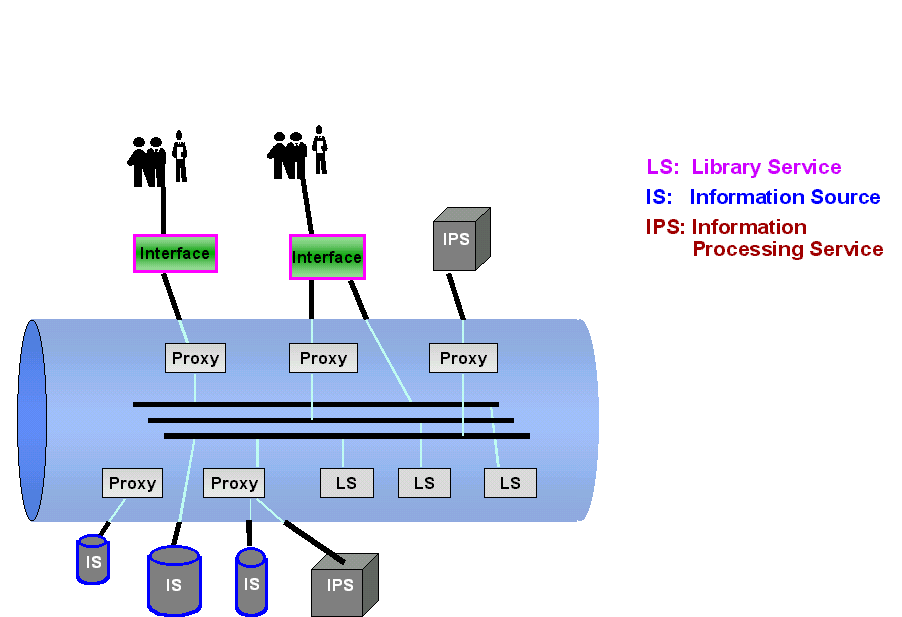 LS: Library Service
IS: Information Source
IPS: Information
Processing Service
IPS
Interface
Interface
Proxy
Proxy
Proxy
Proxy
Proxy
LS
LS
LS
IS
IS
IS
IPS